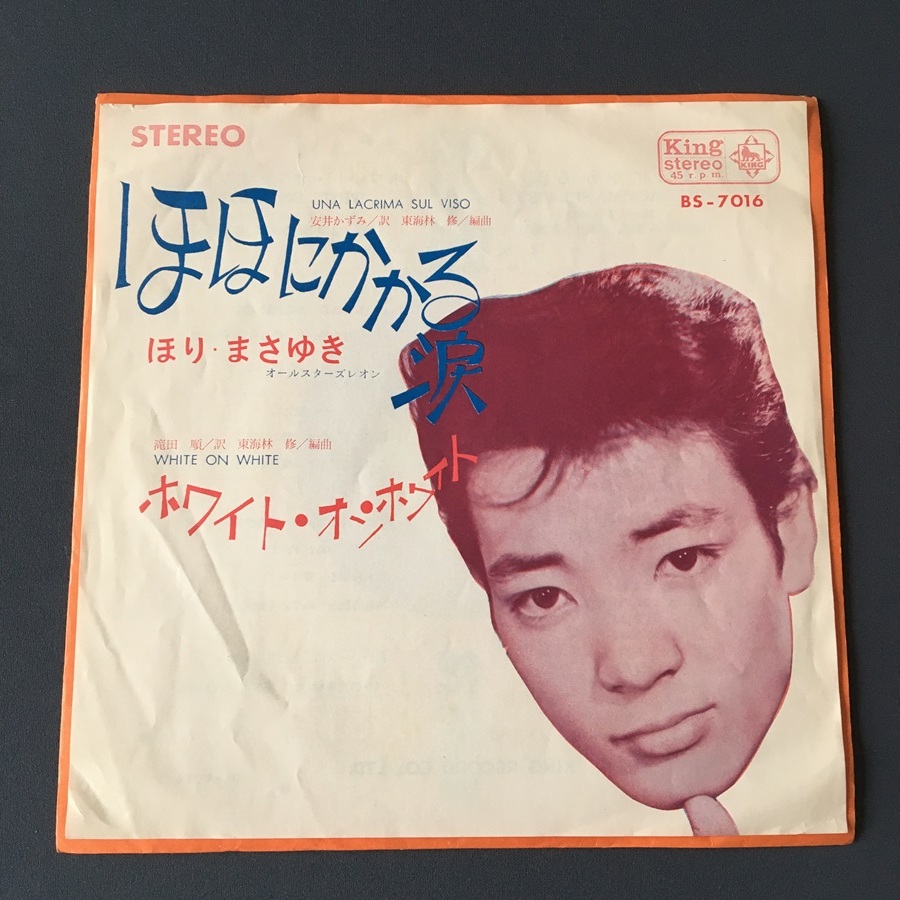 STEREO
King
stereo
45 r.p.m.
KING
BS-7016
UNA LACRIMA SUL VISO
安井かずみ／訳 東海林 修／編曲
ほほにかかる涙
ほり・まさゆき
オールスターズレオン
滝田 順／訳 東海林 修／編曲
WHITE ON WHITE
ホワイト・オン・ホワイト